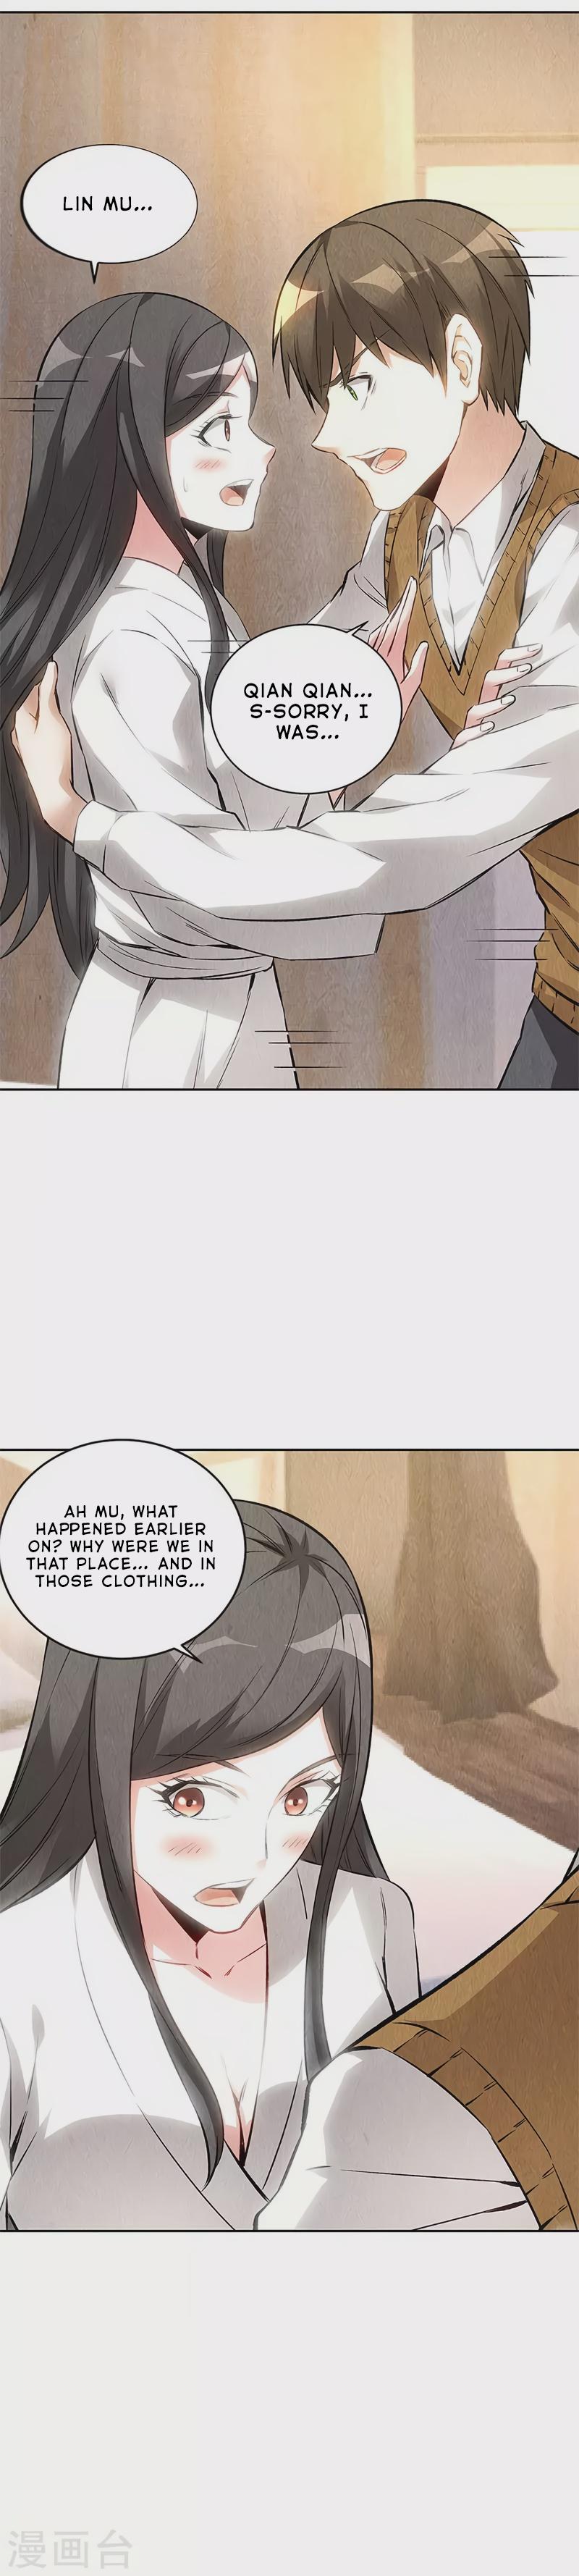 LIN MU...
QIAN QIAN...
S-SORRY, I
WAS...
AH MU, WHAT
HAPPENED EARLIER
ON? WHY WERE WE IN
THAT PLACE... AND IN
THOSE CLOTHING...
漫画台